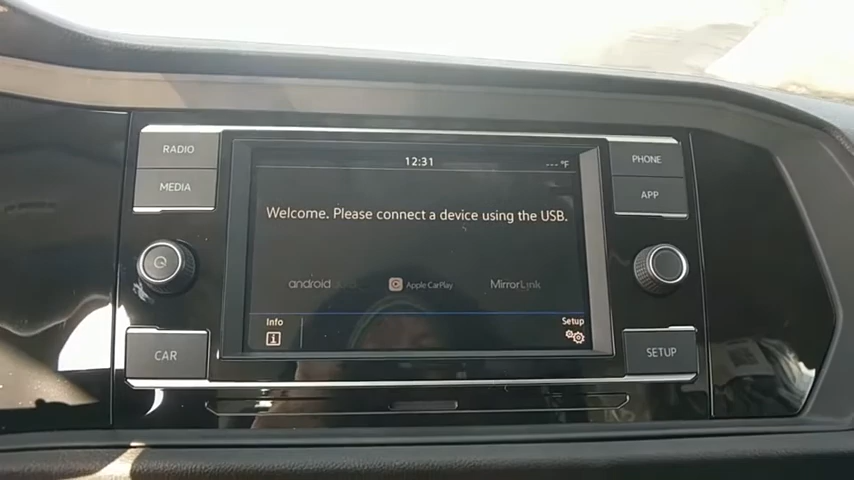 RADIO
MEDIA
CAR
12:31
--- °F
Welcome. Please connect a device using the USB.
android
Apple CarPlay
MirrorLink
Info
i
Setup
PHONE
APP
SETUP